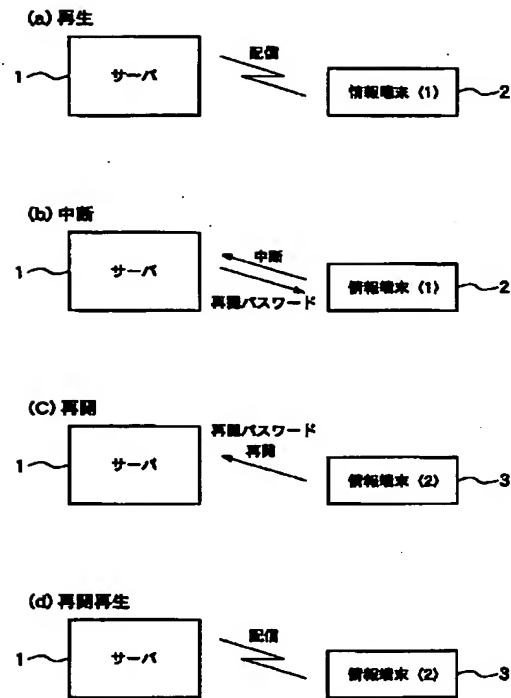 (a) 再生
配信
1
サーバ
情報端末 (1)
2
(b) 中断
中断
1
サーバ
情報端末 (1)
2
再開パスワード
(C) 再開
再開パスワード
再開
1
サーバ
情報端末 (2)
3
(d) 再開再生
配信
1
サーバ
情報端末 (2)
3